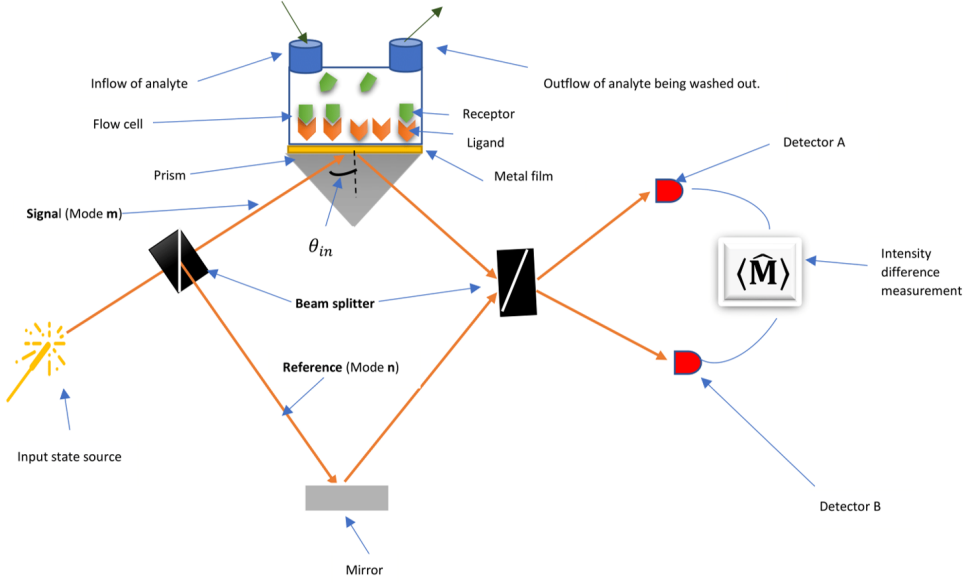 Inflow of analyte
Outflow of analyte being washed out.
Flow cell
Receptor
Ligand
Detector A
Prism
Metal film
Signal (Mode m)
θ_in
Intensity
difference
measurement
⟨M̂⟩
Beam splitter
Reference (Mode n)
Input state source
Detector B
Mirror